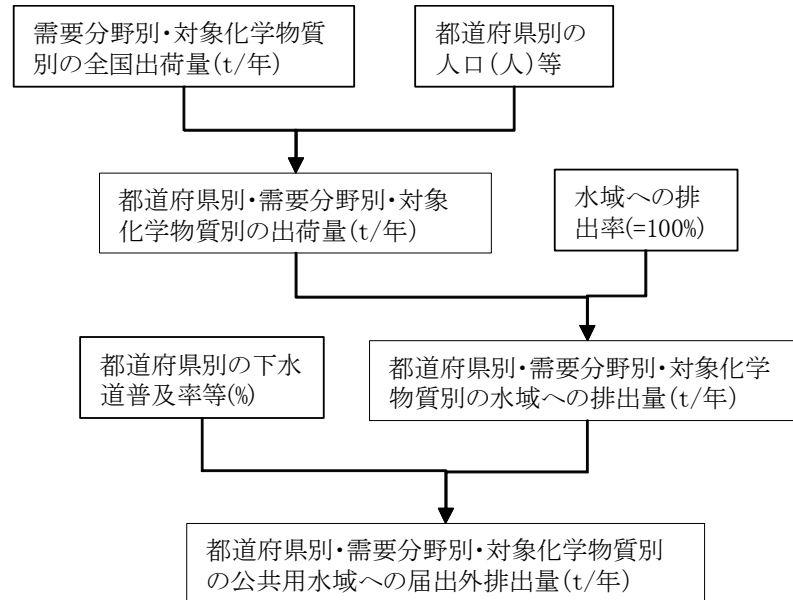 需要分野別・対象化学物質
別の全国出荷量(t/年)
都道府県別の
人口(人)等
都道府県別・需要分野別・対象
化学物質別の出荷量(t/年)
水域への排
出率(=100%)
都道府県別の下水
道普及率等(%)
都道府県別・需要分野別・対象化学
物質別の水域への排出量(t/年)
都道府県別・需要分野別・対象化学物質別
の公共用水域への届出外排出量(t/年)